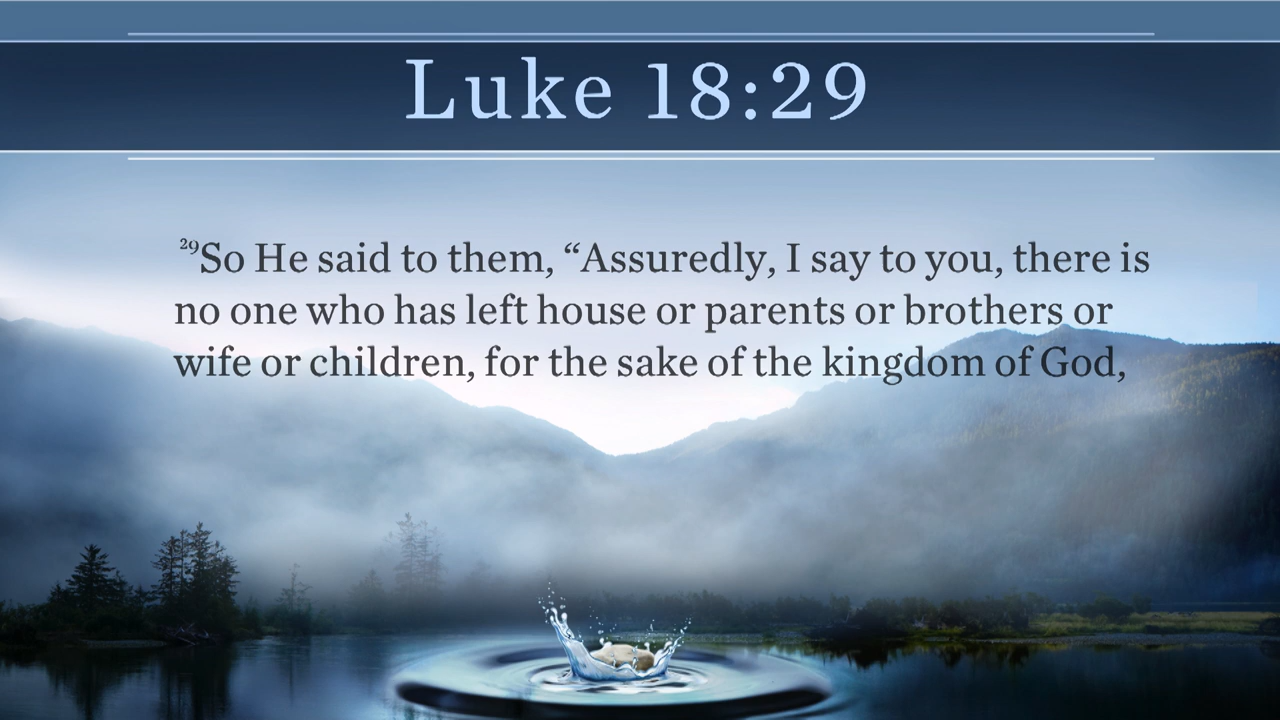 Luke 18:29
²⁹So He said to them, “Assuredly, I say to you, there is
no one who has left house or parents or brothers or
wife or children, for the sake of the kingdom of God,